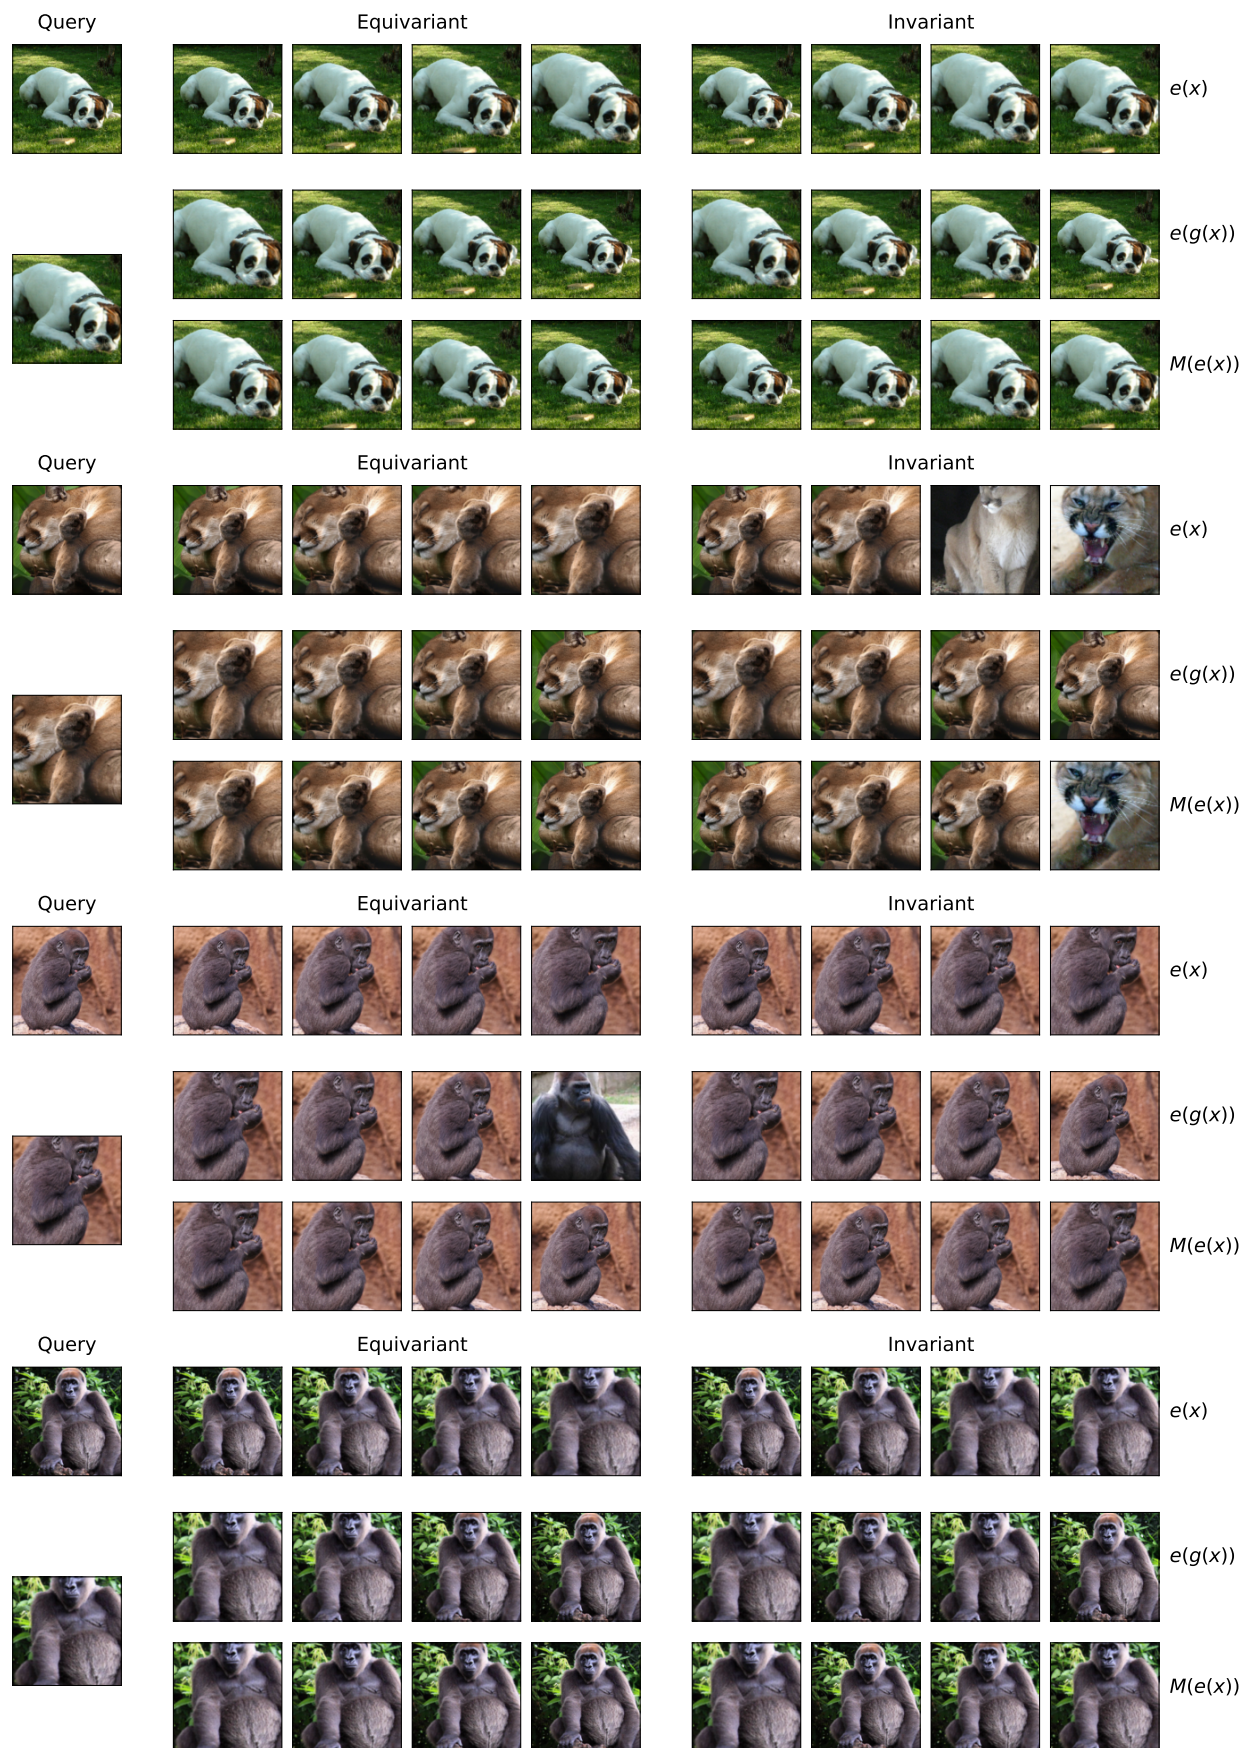 Query Equivariant Invariant
e(x)
e(g(x))
M(e(x))
Query Equivariant Invariant
e(x)
e(g(x))
M(e(x))
Query Equivariant Invariant
e(x)
e(g(x))
M(e(x))
Query Equivariant Invariant
e(x)
e(g(x))
M(e(x))